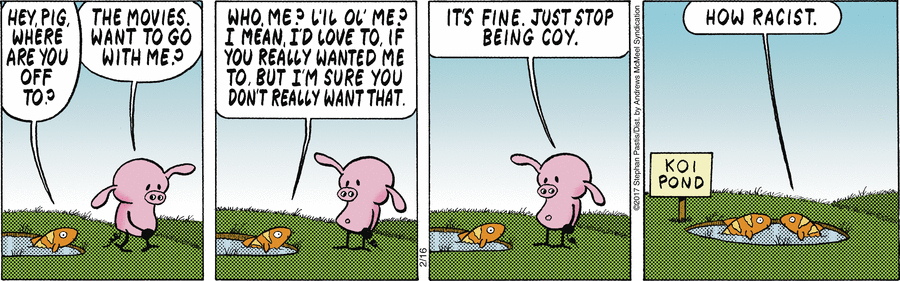 HEY, PIG,
WHERE
ARE YOU
OFF
TO?
THE MOVIES.
WANT TO GO
WITH ME?
WHO, ME? L'IL OL' ME?
I MEAN, I'D LOVE TO, IF
YOU REALLY WANTED ME
TO, BUT I'M SURE YOU
DON'T REALLY WANT THAT.
2/16
IT'S FINE. JUST STOP
BEING COY.
©2017 Stephan Pastis/Dist. by Andrews McMeel Syndication
HOW RACIST.
KOI
POND